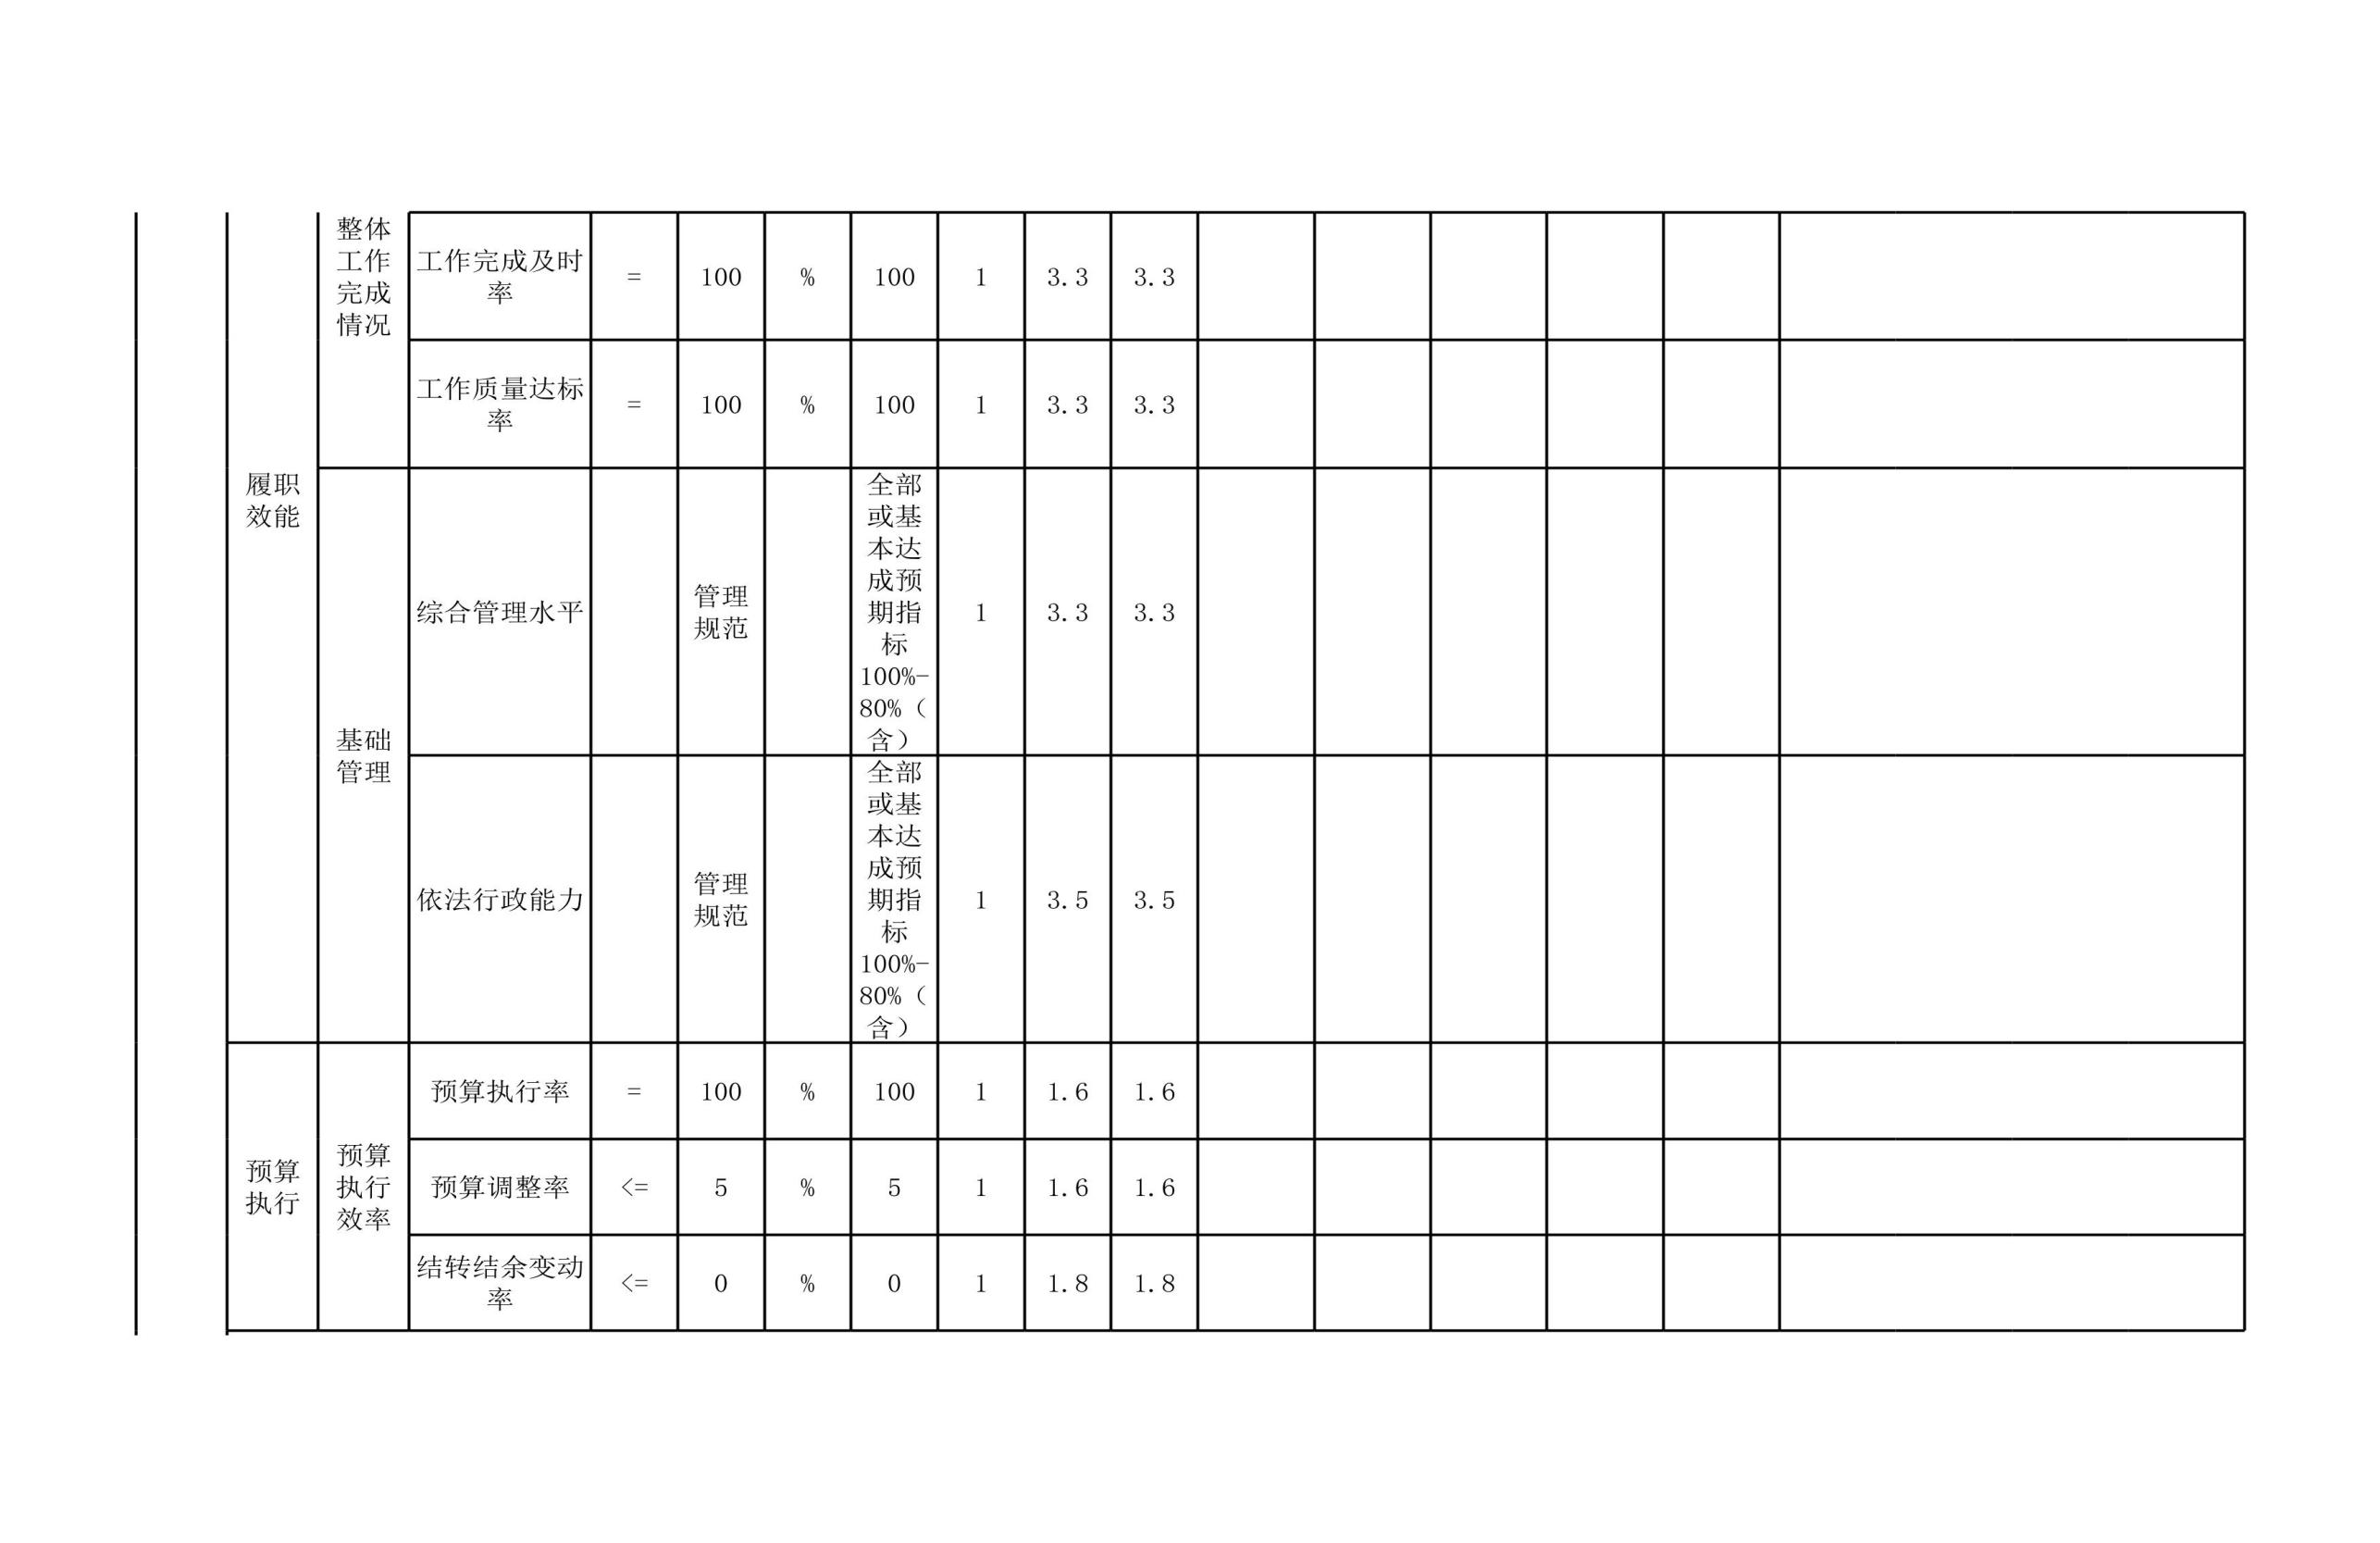 履职
效能
整体
工作
完成
情况
工作完成及时
率
=
100
%
100
1
3.3
3.3
工作质量达标
率
=
100
%
100
1
3.3
3.3
基础
管理
综合管理水平
管理
规范
全部
或基
本达
成预
期指
标
100%-
80%（
含）
1
3.3
3.3
依法行政能力
管理
规范
全部
或基
本达
成预
期指
标
100%-
80%（
含）
1
3.5
3.5
预算
执行
预算
执行
效率
预算执行率
=
100
%
100
1
1.6
1.6
预算调整率
<=
5
%
5
1
1.6
1.6
结转结余变动
率
<=
0
%
0
1
1.8
1.8